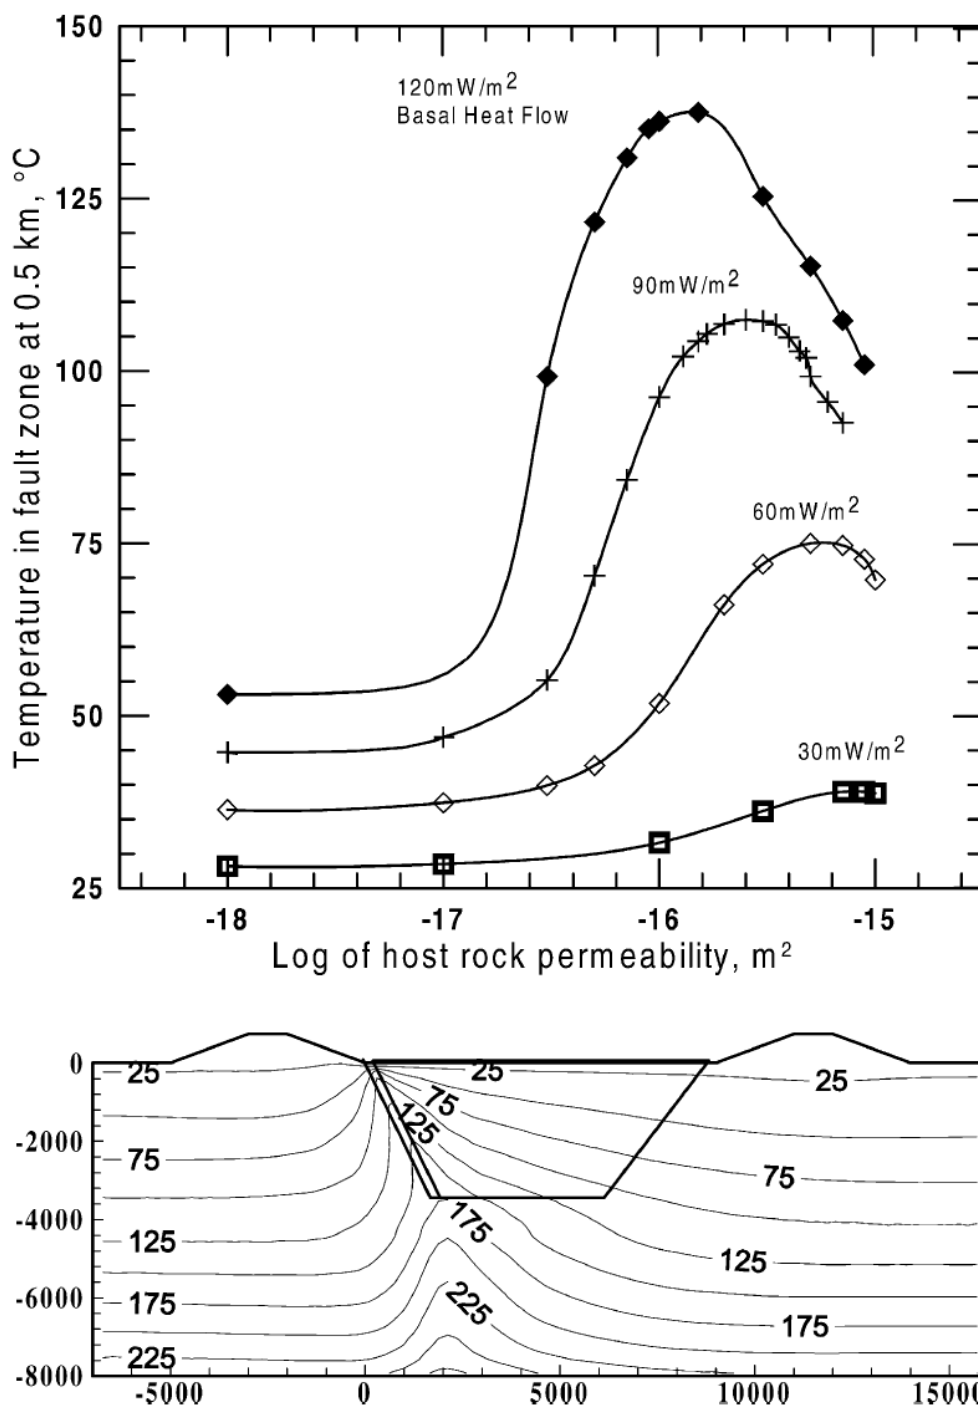 150
120mW/m²
Basal Heat Flow
125
90mW/m²
100
60mW/m²
75
50
30mW/m²
25
Temperature in fault zone at 0.5 km, °C
-18 -17 -16 -15
Log of host rock permeability, m²
0 25 25 25
75
125
-2000
75 75
-4000 175
125 125
-6000 175 225 175
225
-8000
-5000 0 5000 10000 15000